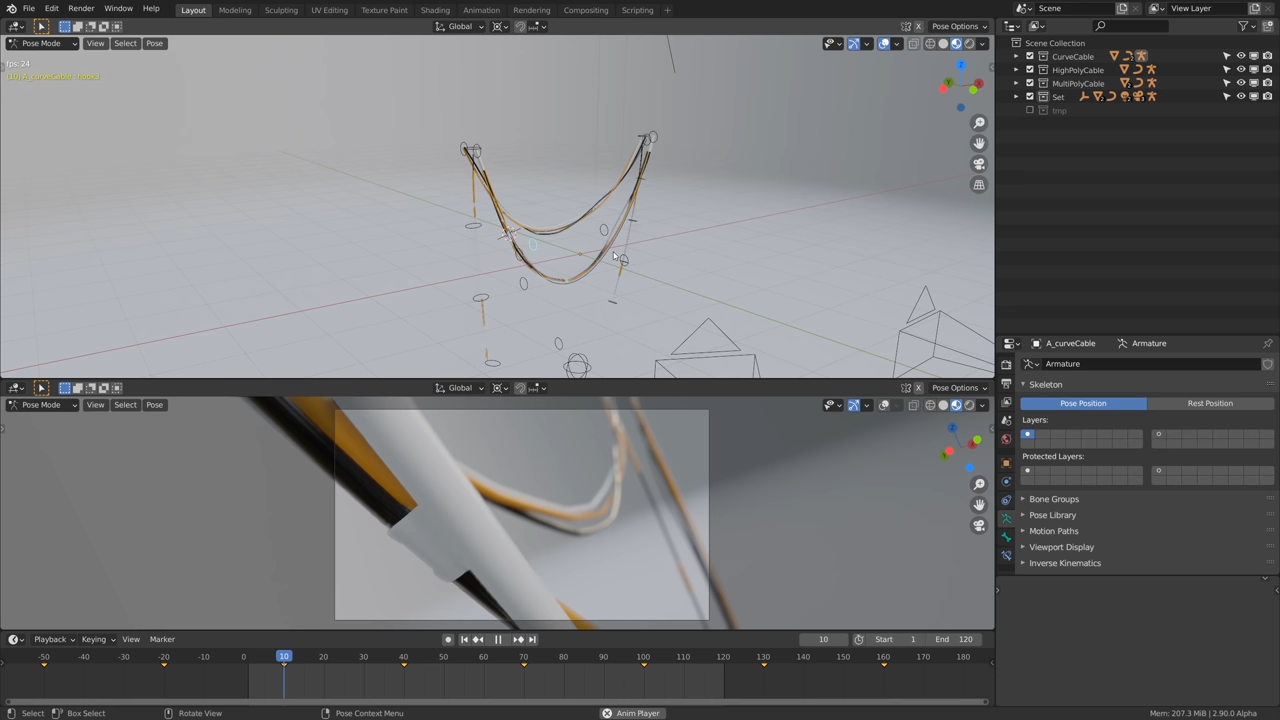 File Edit Render Window Help Layout Modeling Sculpting UV Editing Texture Paint Shading Animation Rendering Compositing Scripting + Scene View Layer
Global Pose Options
Pose Mode View Select Pose
fps: 24
Scene Collection
CurveCable
HighPolyCable
MultiPolyCable
Set
tmp
A_curveCable Armature
Armature
Skeleton
Pose Position Rest Position
Layers:
Protected Layers:
Bone Groups
Pose Library
Motion Paths
Viewport Display
Inverse Kinematics
Global Pose Options
Pose Mode View Select Pose
Playback Keying View Marker 10 Start 1 End 120
-50 -40 -30 -20 -10 0 10 20 30 40 50 60 70 80 90 100 110 120 130 140 150 160 170 180
Select Box Select Rotate View Pose Context Menu Anim Player Mem: 207.3 MiB | 2.90.0 Alpha